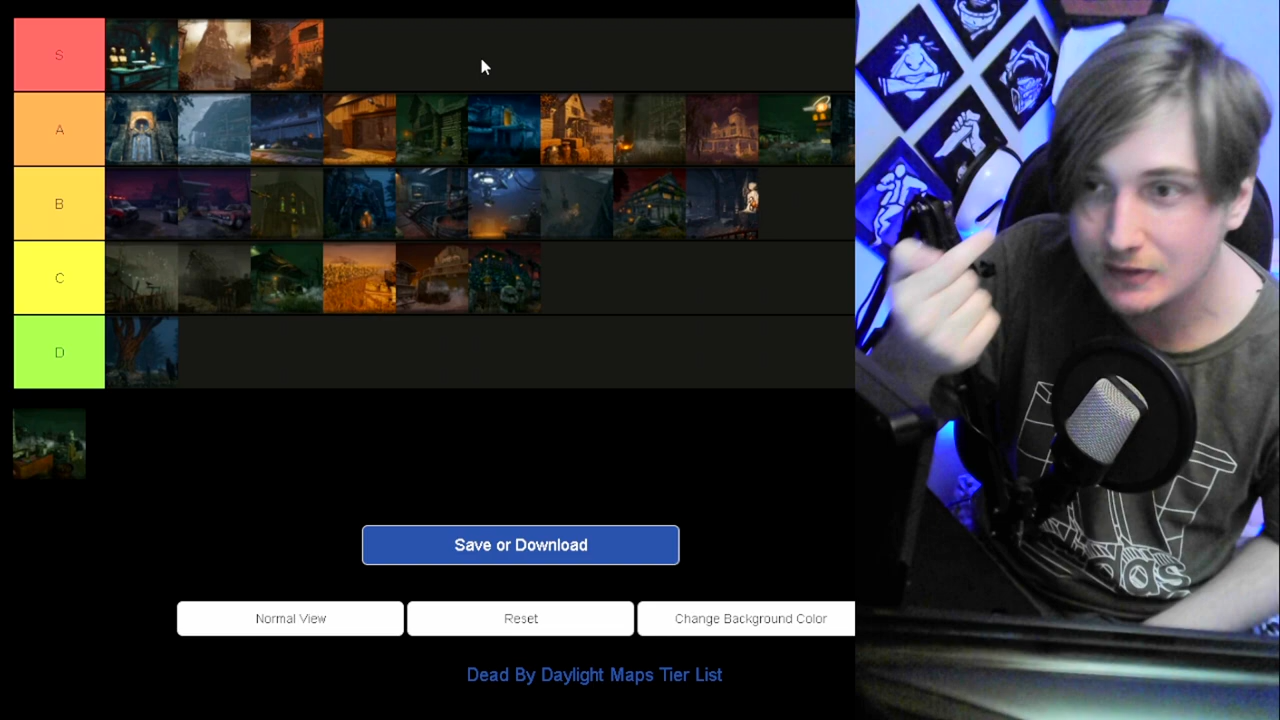 S
A
B
C
D
Save or Download
Normal View
Reset
Change Background Color
Dead By Daylight Maps Tier List